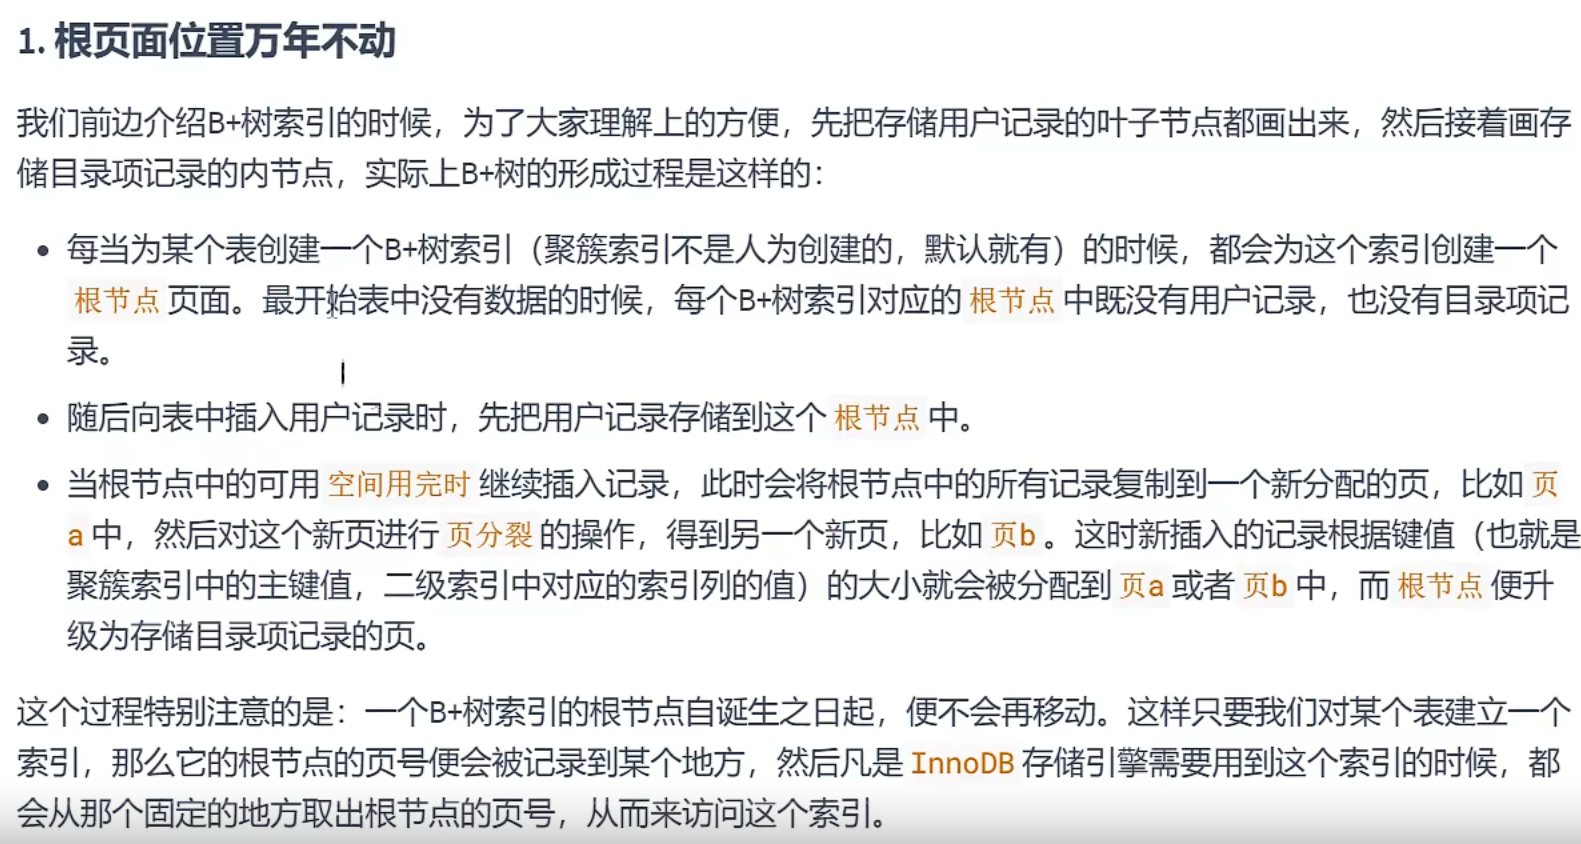 1. 根页面位置万年不动
我们前边介绍B+树索引的时候，为了大家理解上的方便，先把存储用户记录的叶子节点都画出来，然后接着画存
储目录项记录的内节点，实际上B+树的形成过程是这样的：
• 每当为某个表创建一个B+树索引（聚簇索引不是人为创建的，默认就有）的时候，都会为这个索引创建一个
根节点 页面。最开始表中没有数据的时候，每个B+树索引对应的 根节点 中既没有用户记录，也没有目录项记
录。
• 随后向表中插入用户记录时，先把用户记录存储到这个 根节点 中。
• 当根节点中的可用 空间用完时 继续插入记录，此时会将根节点中的所有记录复制到一个新分配的页，比如 页
a 中，然后对这个新页进行 页分裂 的操作，得到另一个新页，比如 页b 。这时新插入的记录根据键值（也就是
聚簇索引中的主键值，二级索引中对应的索引列的值）的大小就会被分配到 页a 或者 页b 中，而 根节点 便升
级为存储目录项记录的页。
这个过程特别注意的是：一个B+树索引的根节点自诞生之日起，便不会再移动。这样只要我们对某个表建立一个
索引，那么它的根节点的页号便会被记录到某个地方，然后凡是 InnoDB 存储引擎需要用到这个索引的时候，都
会从那个固定的地方取出根节点的页号，从而来访问这个索引。